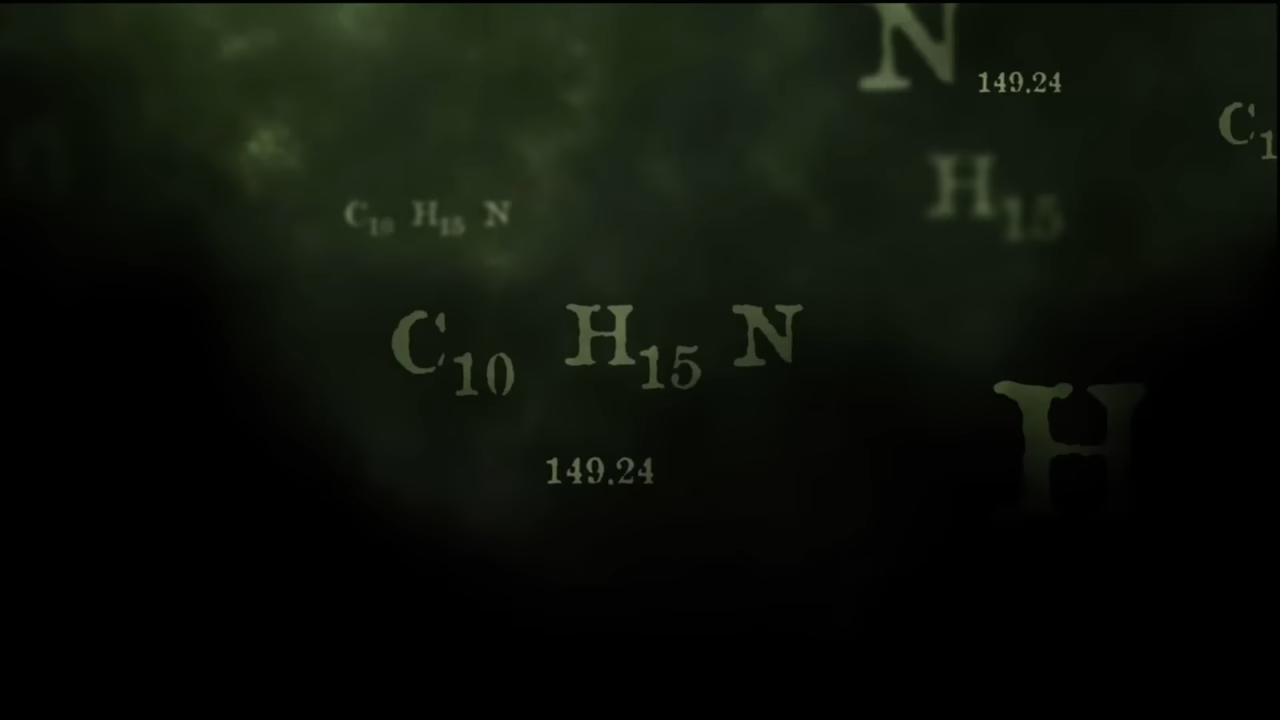 N
149.24
C₁
H₁₅
C₁₀ H₁₅ N
C₁₀ H₁₅ N
H
149.24